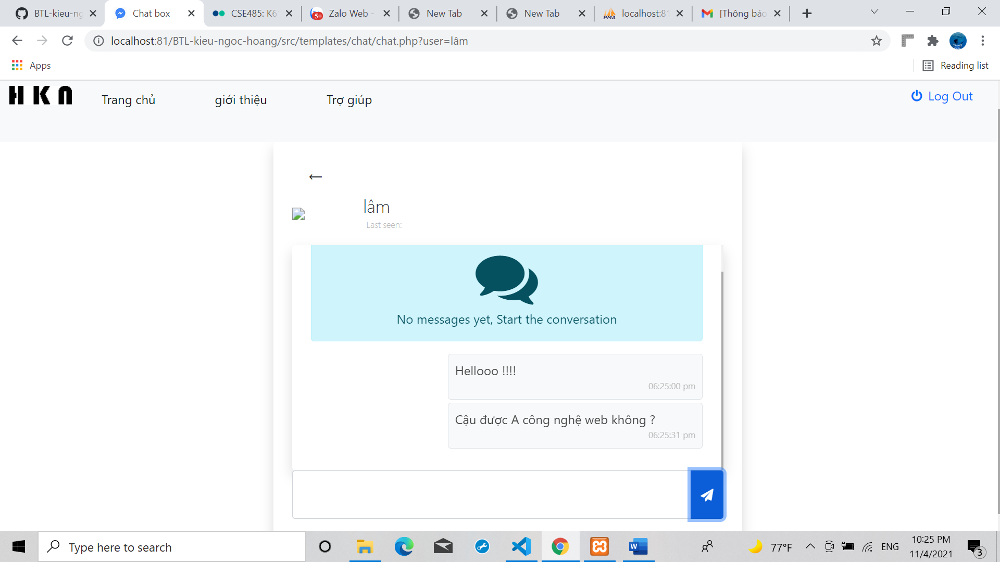 BTL-kieu-ng
Chat box
CSE485: K6
Zalo Web -
New Tab
New Tab
localhost:81
[Thông báo
localhost:81/BTL-kieu-ngoc-hoang/src/templates/chat/chat.php?user=lâm
Apps
Reading list
HKN
Trang chủ
giới thiệu
Trợ giúp
Log Out
lâm
Last seen:
No messages yet, Start the conversation
Hellooo !!!!
06:25:00 pm
Cậu được A công nghệ web không ?
06:25:31 pm
Type here to search
77°F
ENG
10:25 PM
11/4/2021
3
5+
PMA